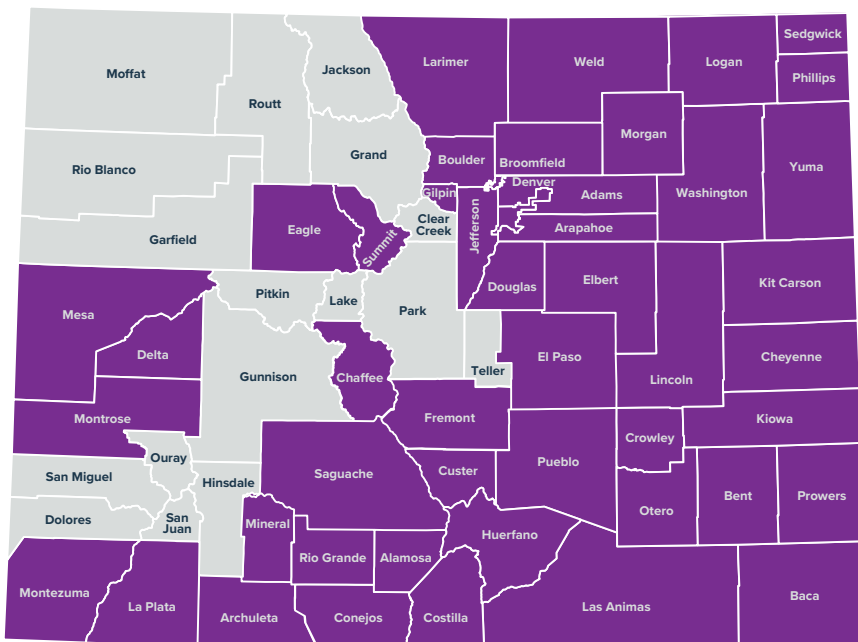 Sedgwick
Larimer
Weld
Logan
Jackson
Moffat
Phillips
Routt
Morgan
Grand
Boulder
Broomfield
Rio Blanco
Yuma
Denver
Gilpin
Adams
Washington
Clear
Creek
Jefferson
Arapahoe
Eagle
Summit
Garfield
Elbert
Kit Carson
Douglas
Pitkin
Lake
Park
Mesa
Delta
El Paso
Cheyenne
Teller
Gunnison
Chaffee
Lincoln
Montrose
Fremont
Kiowa
Crowley
Ouray
Pueblo
San Miguel
Hinsdale
Saguache
Custer
Bent
Prowers
Otero
Dolores
San
Juan
Mineral
Huerfano
Rio Grande
Alamosa
Montezuma
La Plata
Archuleta
Conejos
Costilla
Las Animas
Baca